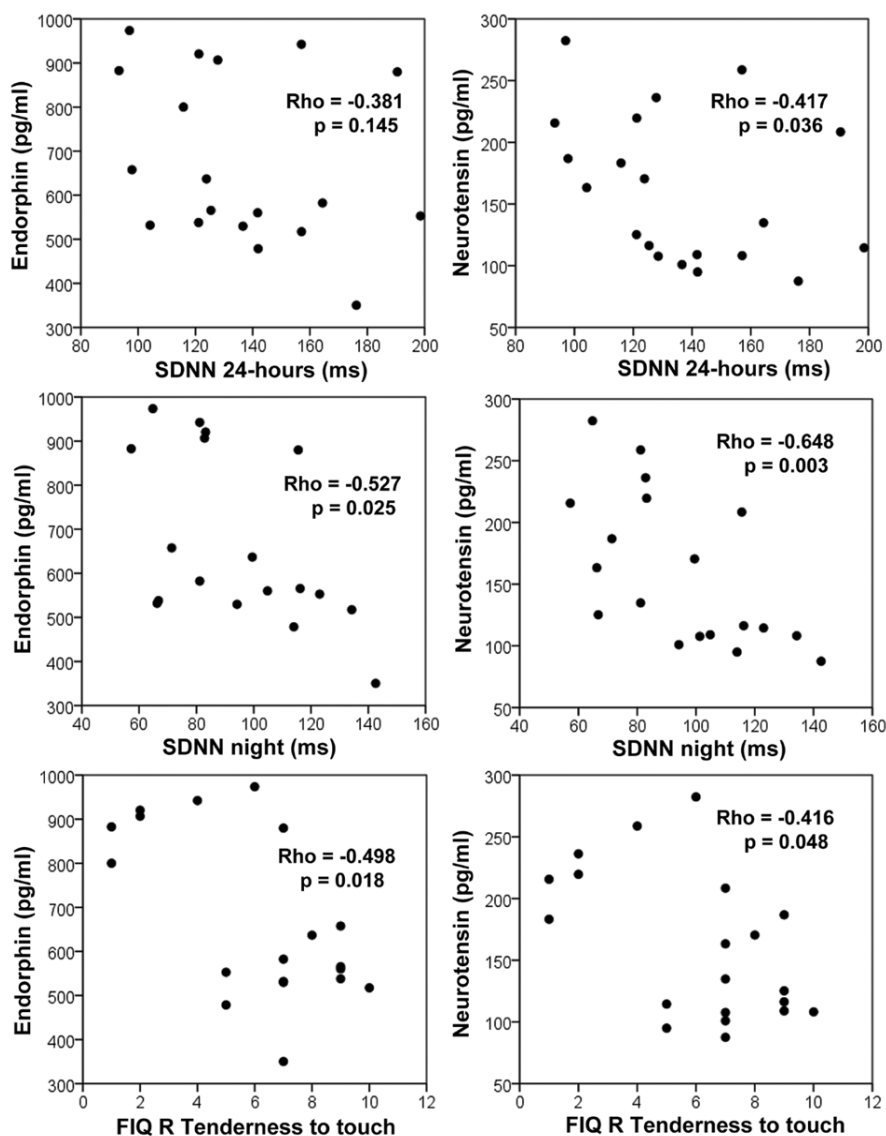 1000
900
800
700
600
500
400
300
Endorphin (pg/ml)
Rho = -0.381
p = 0.145
80 100 120 140 160 180 200
SDNN 24-hours (ms)
300
250
200
150
100
50
Neurotensin (pg/ml)
Rho = -0.417
p = 0.036
80 100 120 140 160 180 200
SDNN 24-hours (ms)
1000
900
800
700
600
500
400
300
Endorphin (pg/ml)
Rho = -0.527
p = 0.025
40 60 80 100 120 140 160
SDNN night (ms)
300
250
200
150
100
50
Neurotensin (pg/ml)
Rho = -0.648
p = 0.003
40 60 80 100 120 140 160
SDNN night (ms)
1000
900
800
700
600
500
400
300
Endorphin (pg/ml)
Rho = -0.498
p = 0.018
0 2 4 6 8 10 12
FIQ R Tenderness to touch
300
250
200
150
100
50
Neurotensin (pg/ml)
Rho = -0.416
p = 0.048
0 2 4 6 8 10 12
FIQ R Tenderness to touch